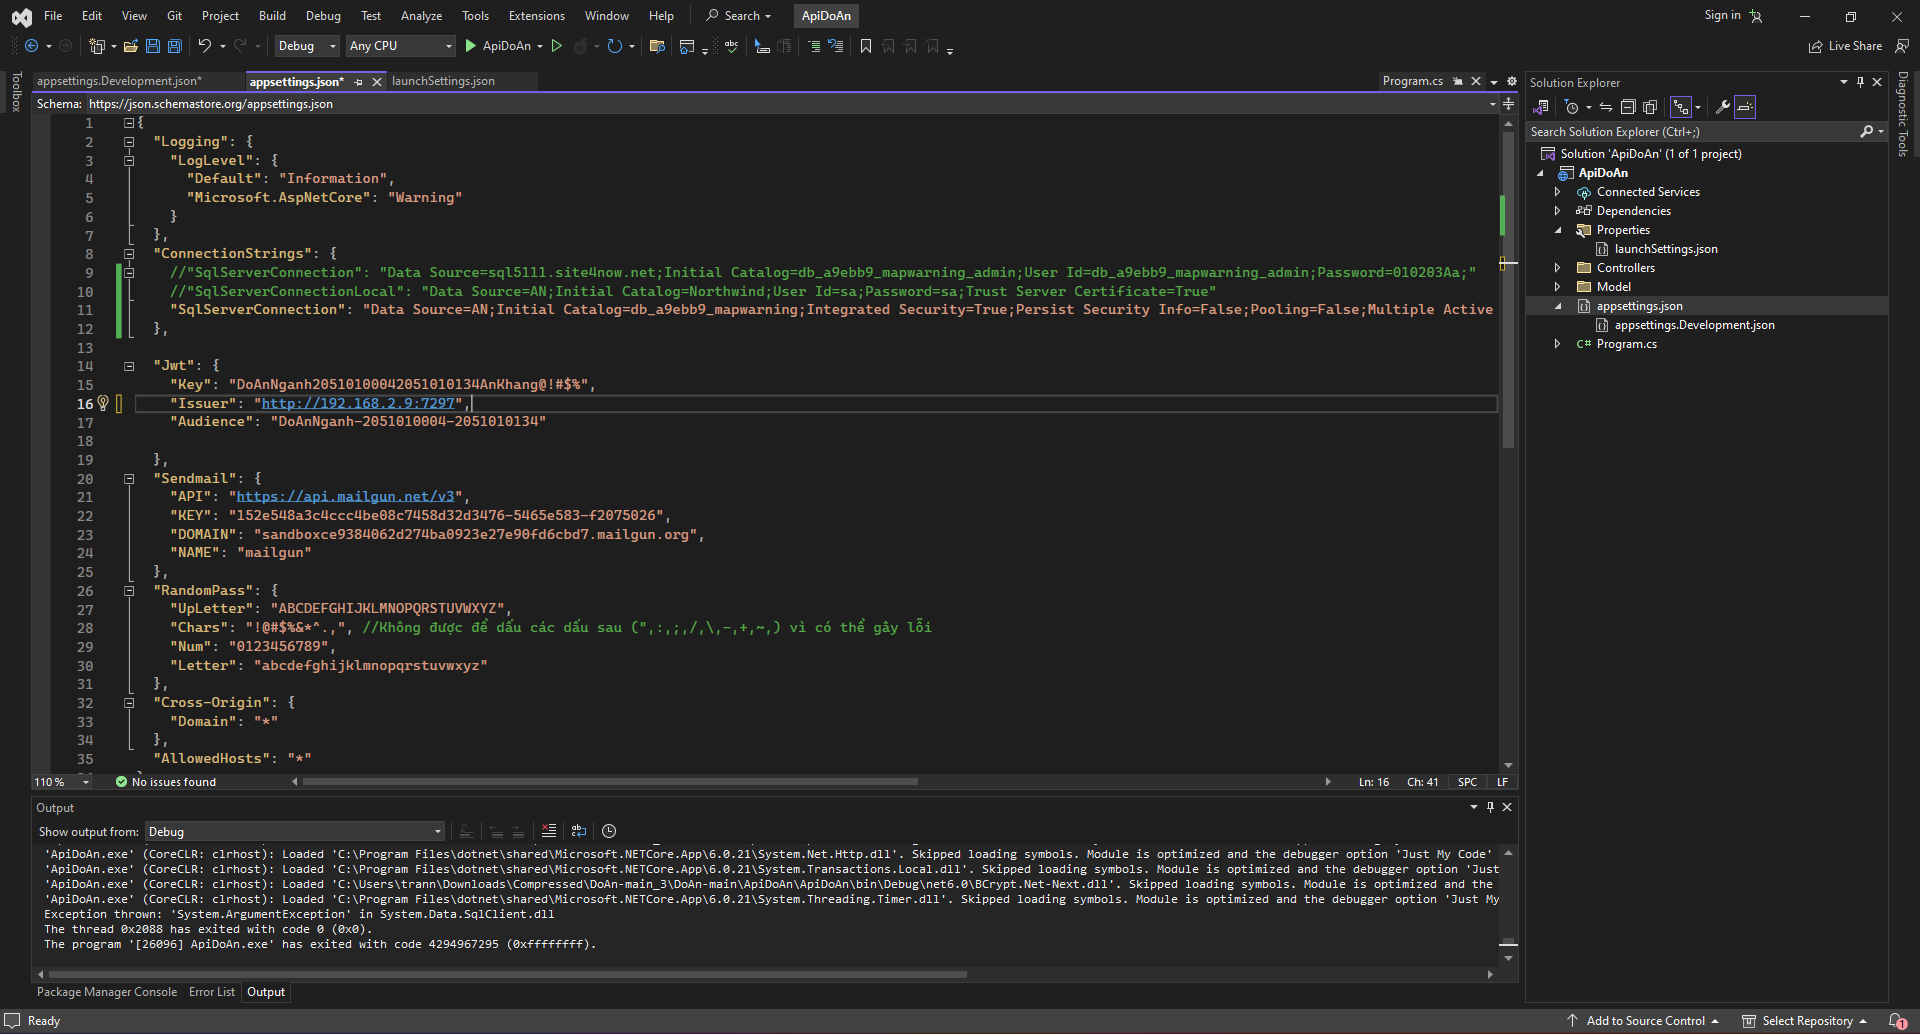 File Edit View Git Project Build Debug Test Analyze Tools Extensions Window Help Search ApiDoAn Sign in
Debug Any CPU ApiDoAn Live Share
Toolbox
appsettings.Development.json* appsettings.json* launchSettings.json Program.cs
Schema: https://json.schemastore.org/appsettings.json
1 {
2 "Logging": {
3 "LogLevel": {
4 "Default": "Information",
5 "Microsoft.AspNetCore": "Warning"
6 }
7 },
8 "ConnectionStrings": {
9 //"SqlServerConnection": "Data Source=sql5111.site4now.net;Initial Catalog=db_a9ebb9_mapwarning_admin;User Id=db_a9ebb9_mapwarning_admin;Password=010203Aa;"
10 //"SqlServerConnectionLocal": "Data Source=AN;Initial Catalog=Northwind;User Id=sa;Password=sa;Trust Server Certificate=True"
11 "SqlServerConnection": "Data Source=AN;Initial Catalog=db_a9ebb9_mapwarning;Integrated Security=True;Persist Security Info=False;Pooling=False;Multiple Active
12 },
13
14 "Jwt": {
15 "Key": "DoAnNganh20510100042051010134AnKhang@!#$%",
16 "Issuer": "http://192.168.2.9:7297",
17 "Audience": "DoAnNganh-2051010004-2051010134"
18
19 },
20 "Sendmail": {
21 "API": "https://api.mailgun.net/v3",
22 "KEY": "152e548a3c4ccc4be08c7458d32d3476-5465e583-f2075026",
23 "DOMAIN": "sandboxce9384062d274ba0923e27e90fd6cbd7.mailgun.org",
24 "NAME": "mailgun"
25 },
26 "RandomPass": {
27 "UpLetter": "ABCDEFGHIJKLMNOPQRSTUVWXYZ",
28 "Chars": "!@#$%&*^.,", //Không được để dấu các dấu sau (",:,;,/,\,-,+,~,) vì có thể gây lỗi
29 "Num": "0123456789",
30 "Letter": "abcdefghijklmnopqrstuvwxyz"
31 },
32 "Cross-Origin": {
33 "Domain": "*"
34 },
35 "AllowedHosts": "*"
110 % No issues found Ln: 16 Ch: 41 SPC LF
Output
Show output from: Debug
'ApiDoAn.exe' (CoreCLR: clrhost): Loaded 'C:\Program Files\dotnet\shared\Microsoft.NETCore.App\6.0.21\System.Net.Http.dll'. Skipped loading symbols. Module is optimized and the debugger option 'Just My Code'
'ApiDoAn.exe' (CoreCLR: clrhost): Loaded 'C:\Program Files\dotnet\shared\Microsoft.NETCore.App\6.0.21\System.Transactions.Local.dll'. Skipped loading symbols. Module is optimized and the debugger option 'Just
'ApiDoAn.exe' (CoreCLR: clrhost): Loaded 'C:\Users\trann\Downloads\Compressed\DoAn-main_3\DoAn-main\ApiDoAn\ApiDoAn\bin\Debug\net6.0\BCrypt.Net-Next.dll'. Skipped loading symbols. Module is optimized and the
'ApiDoAn.exe' (CoreCLR: clrhost): Loaded 'C:\Program Files\dotnet\shared\Microsoft.NETCore.App\6.0.21\System.Threading.Timer.dll'. Skipped loading symbols. Module is optimized and the debugger option 'Just My
Exception thrown: 'System.ArgumentException' in System.Data.SqlClient.dll
The thread 0x2088 has exited with code 0 (0x0).
The program '[26096] ApiDoAn.exe' has exited with code 4294967295 (0xffffffff).
Package Manager Console Error List Output
Solution Explorer
Search Solution Explorer (Ctrl+;)
Solution 'ApiDoAn' (1 of 1 project)
ApiDoAn
Connected Services
Dependencies
Properties
launchSettings.json
Controllers
Model
appsettings.json
appsettings.Development.json
C# Program.cs
Diagnostic Tools
Ready Add to Source Control Select Repository 1